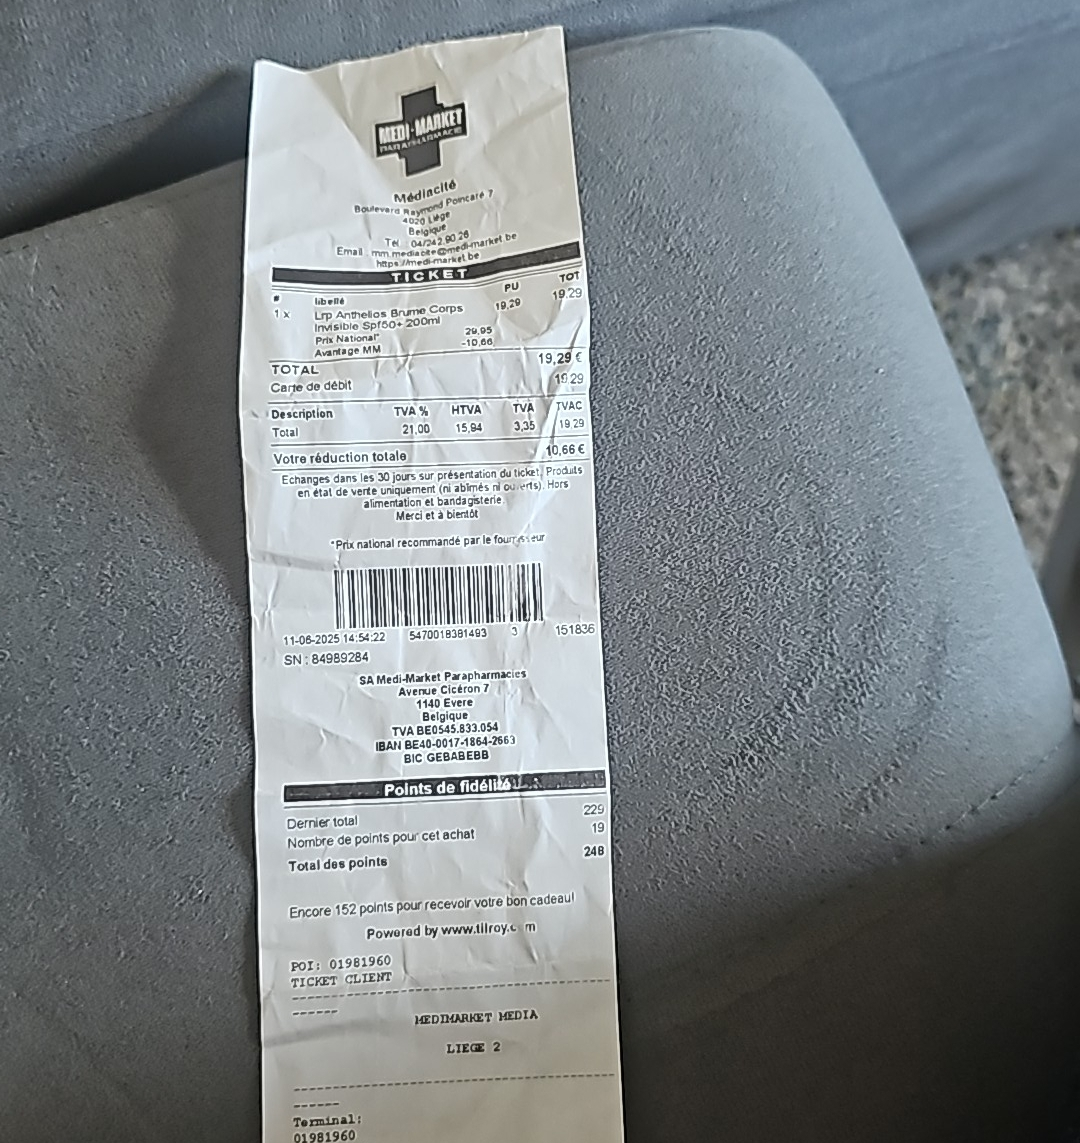 MEDI-MARKET
PARAPHARMACIE
Médiacité
Boulevard Raymond Poincaré 7
4020 Liège
Belgique
Tél 04/242.90.26
Email mm.mediacite@medi-market.be
https://medi-market.be
TICKET
# libellé PU TOT
1 x Lrp Anthelios Brume Corps 19,29 19,29
Invisible Spf50+ 200ml
Prix National* 29,95
Avantage MM -10,66
TOTAL 19,29 €
Carte de débit 19,29
Description TVA % HTVA TVA TVAC
Total 21,00 15,94 3,35 19,29
Votre réduction totale 10,66 €
Echanges dans les 30 jours sur présentation du ticket. Produits
en état de vente uniquement (ni abîmés ni ouverts). Hors
alimentation et bandagisterie
Merci et à bientôt
*Prix national recommandé par le fournisseur
11-06-2025 14:54:22 5470018381493 3 151836
SN : 84989284
SA Medi-Market Parapharmacies
Avenue Cicéron 7
1140 Evere
Belgique
TVA BE0545.833.054
IBAN BE40-0017-1864-2663
BIC GEBABEBB
Points de fidélité
Dernier total 229
Nombre de points pour cet achat 19
Total des points 248
Encore 152 points pour recevoir votre bon cadeau!
Powered by www.tilroy.c m
POI: 01981960
TICKET CLIENT
MEDIMARKET MEDIA
LIEGE 2
Terminal:
01981960